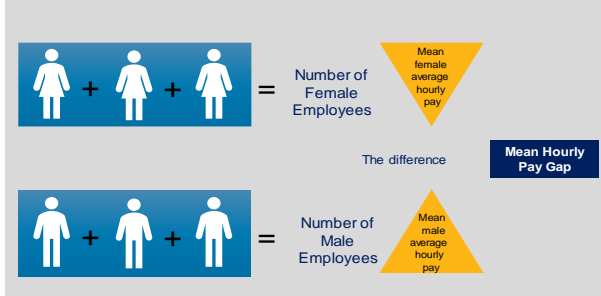 + + =
Number of
Female
Employees
Mean
female
average
hourly
pay
The difference
Mean Hourly
Pay Gap
+ + =
Number of
Male
Employees
Mean
male
average
hourly
pay